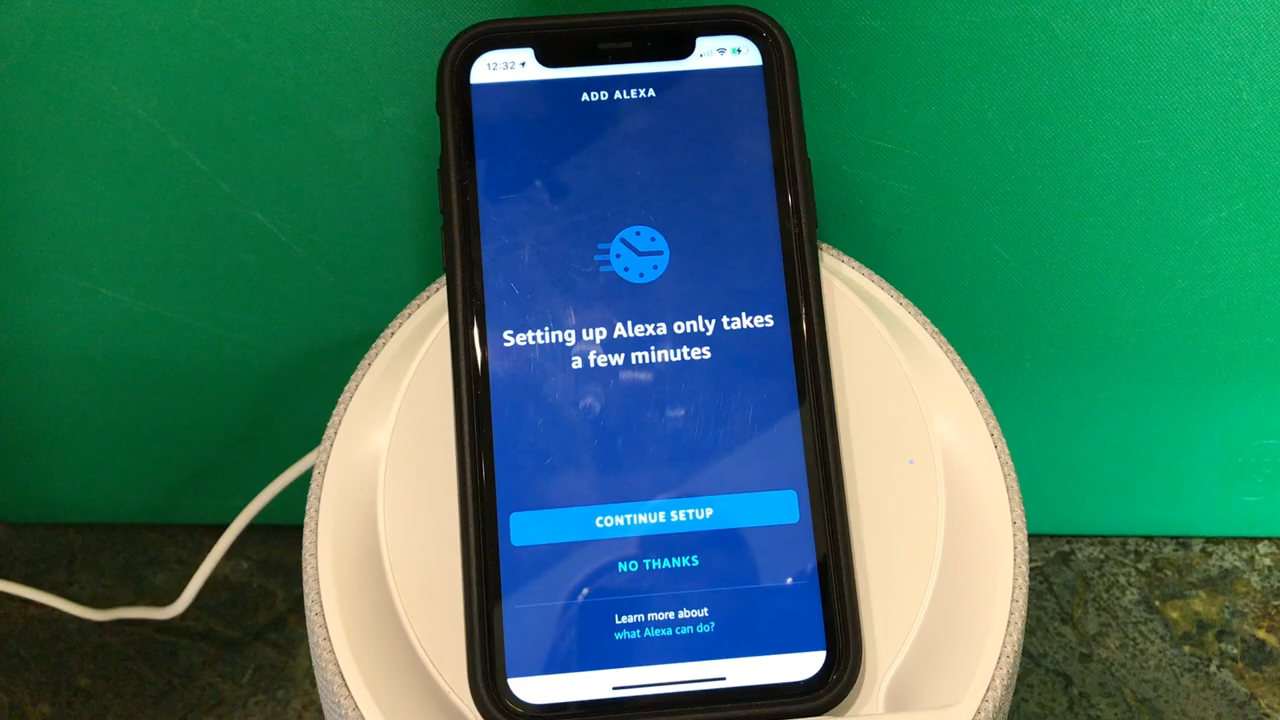 12:32
ADD ALEXA
Setting up Alexa only takes
a few minutes
CONTINUE SETUP
NO THANKS
Learn more about
what Alexa can do?